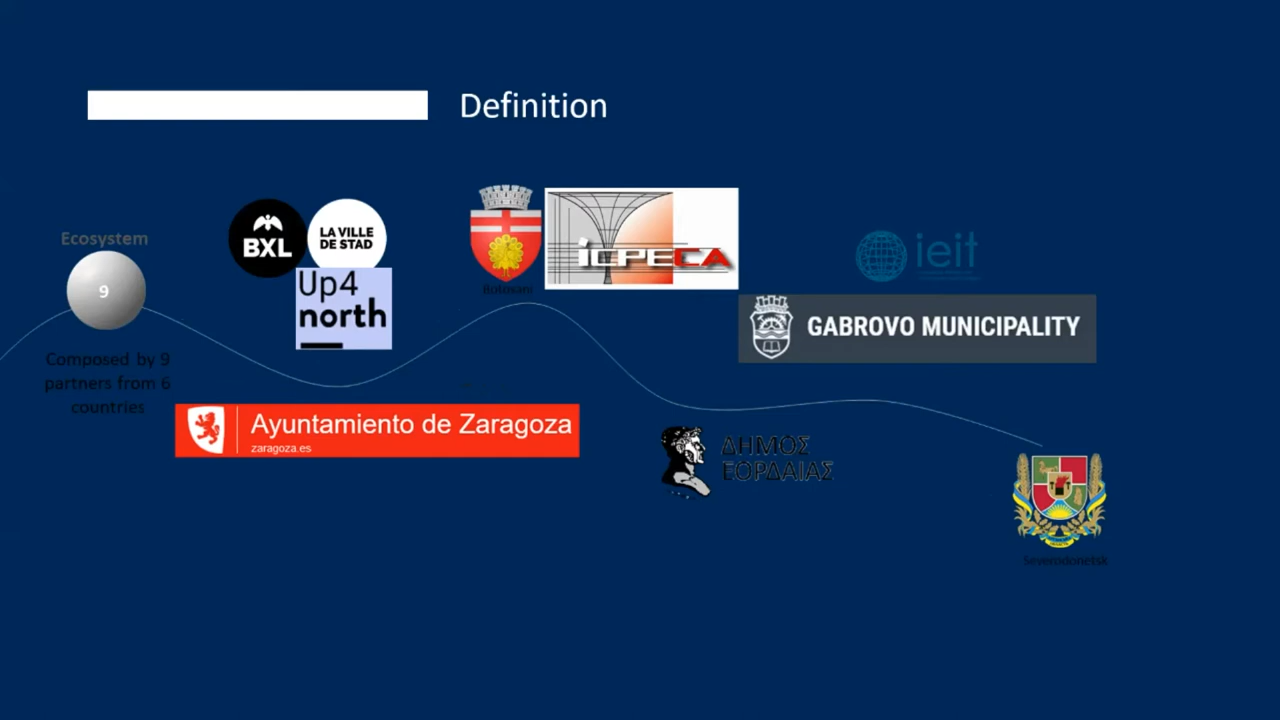 Definition
Ecosystem
9
Composed by 9
partners from 6
countries
BXL
LA VILLE
DE STAD
Up4
north
Ayuntamiento de Zaragoza
zaragoza.es
Botosani
ICPECA
ΔΗΜΟΣ
ΕΟΡΔΑΙΑΣ
ieit
GABROVO MUNICIPALITY
Severodonetsk